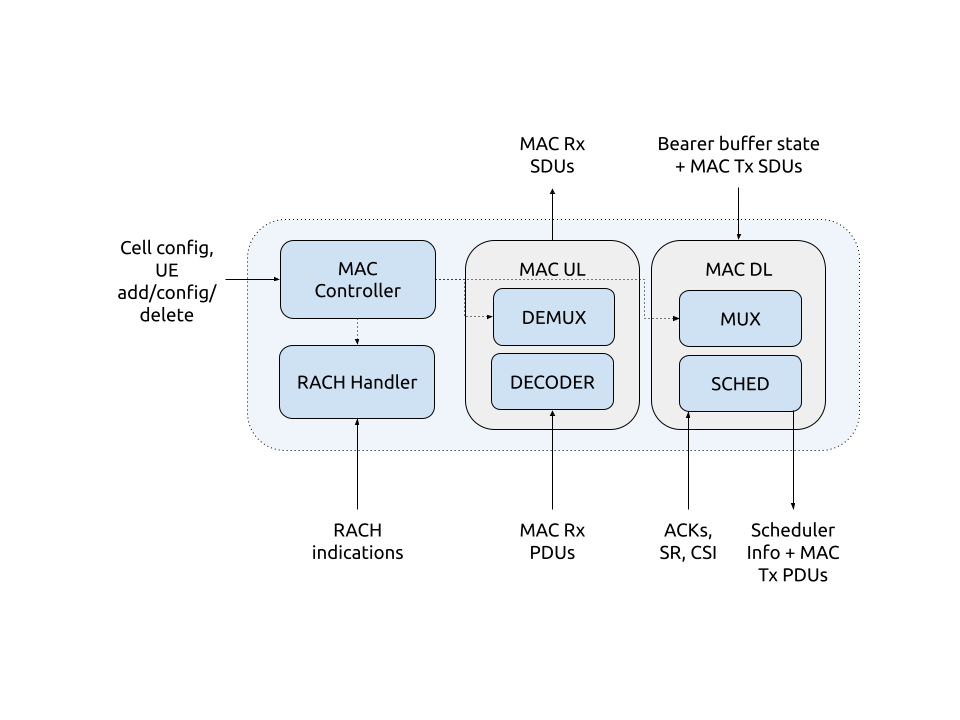 MAC Rx
SDUs
Bearer buffer state
+ MAC Tx SDUs
Cell config,
UE
add/config/
delete
MAC
Controller
MAC UL
MAC DL
DEMUX
MUX
RACH Handler
DECODER
SCHED
RACH
indications
MAC Rx
PDUs
ACKs,
SR, CSI
Scheduler
Info + MAC
Tx PDUs